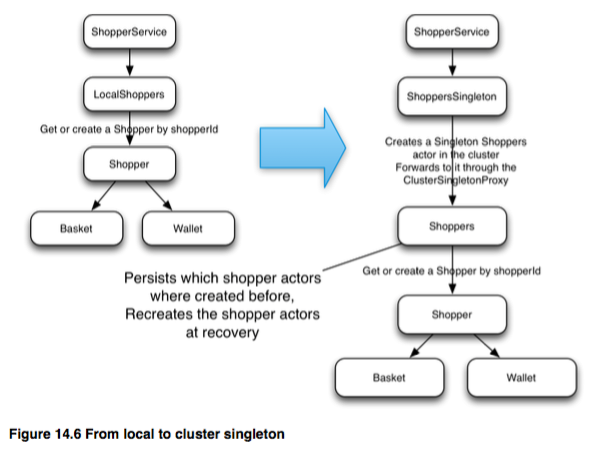 ShopperService
LocalShoppers
Get or create a Shopper by shopperId
Shopper
Basket
Wallet
ShopperService
ShoppersSingleton
Creates a Singleton Shoppers
actor in the cluster
Forwards to it through the
ClusterSingletonProxy
Shoppers
Persists which shopper actors
where created before,
Recreates the shopper actors
at recovery
Get or create a Shopper by shopperId
Shopper
Basket
Wallet
Figure 14.6 From local to cluster singleton